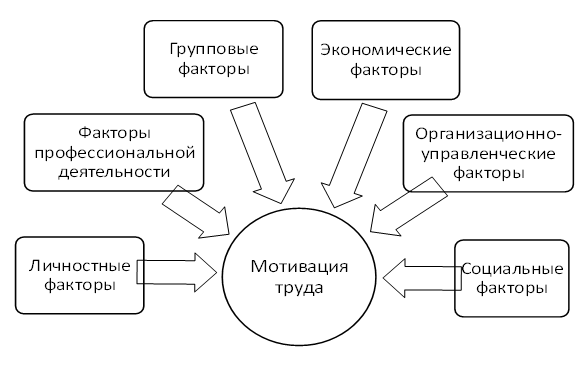 Групповые
факторы
Экономические
факторы
Факторы
профессиональной
деятельности
Организационно-
управленческие
факторы
Личностные
факторы
Мотивация
труда
Социальные
факторы